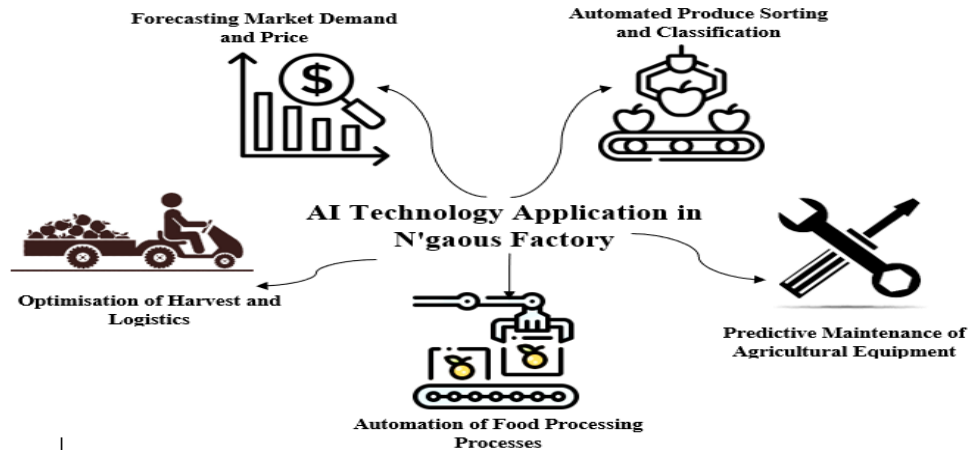 Forecasting Market Demand
and Price
Automated Produce Sorting
and Classification
$
AI Technology Application in
N'gaous Factory
Optimisation of Harvest and
Logistics
Predictive Maintenance of
Agricultural Equipment
Automation of Food Processing
Processes